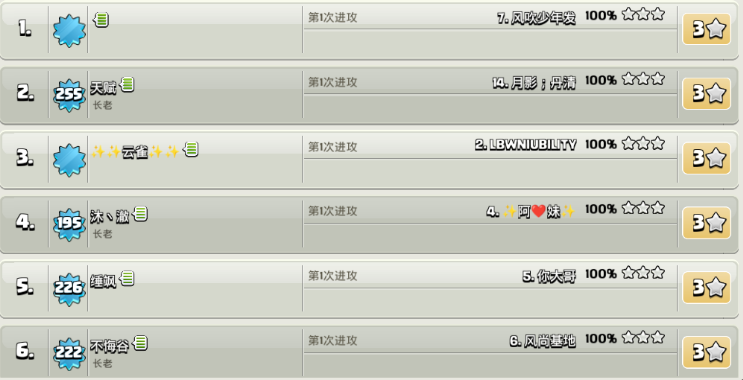 1. 第1次进攻 7. 风吹少年发 100% 3
2. 255 天赋 第1次进攻 14. 月影;丹清 100% 3
长老
3. ✨✨云雀✨✨ 第1次进攻 2. LBWNIUBILITY 100% 3
4. 195 沐丶澈 第1次进攻 4. ✨阿❤️妹✨ 100% 3
长老
5. 226 缍飒 第1次进攻 5. 你大哥 100% 3
6. 222 不悔谷 第1次进攻 6. 风尚基地 100% 3
长老